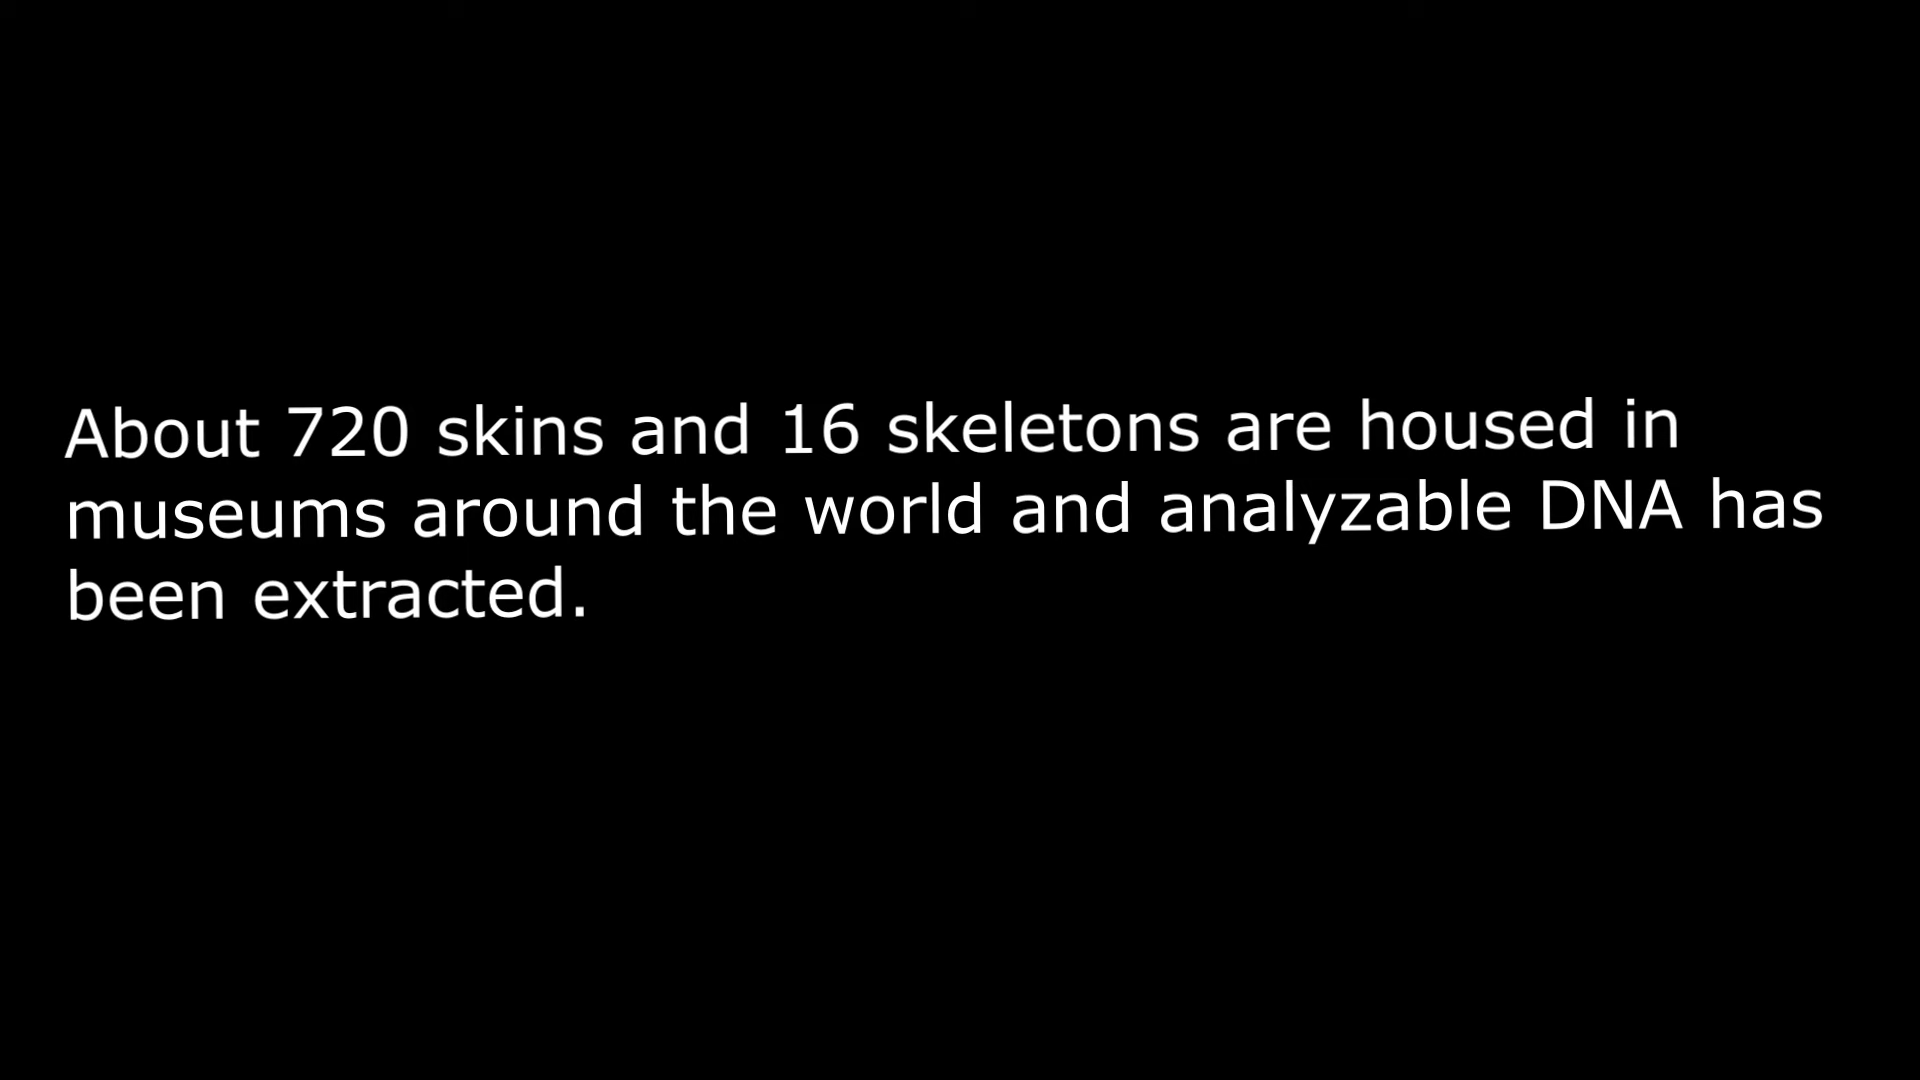 About 720 skins and 16 skeletons are housed in
museums around the world and analyzable DNA has
been extracted.